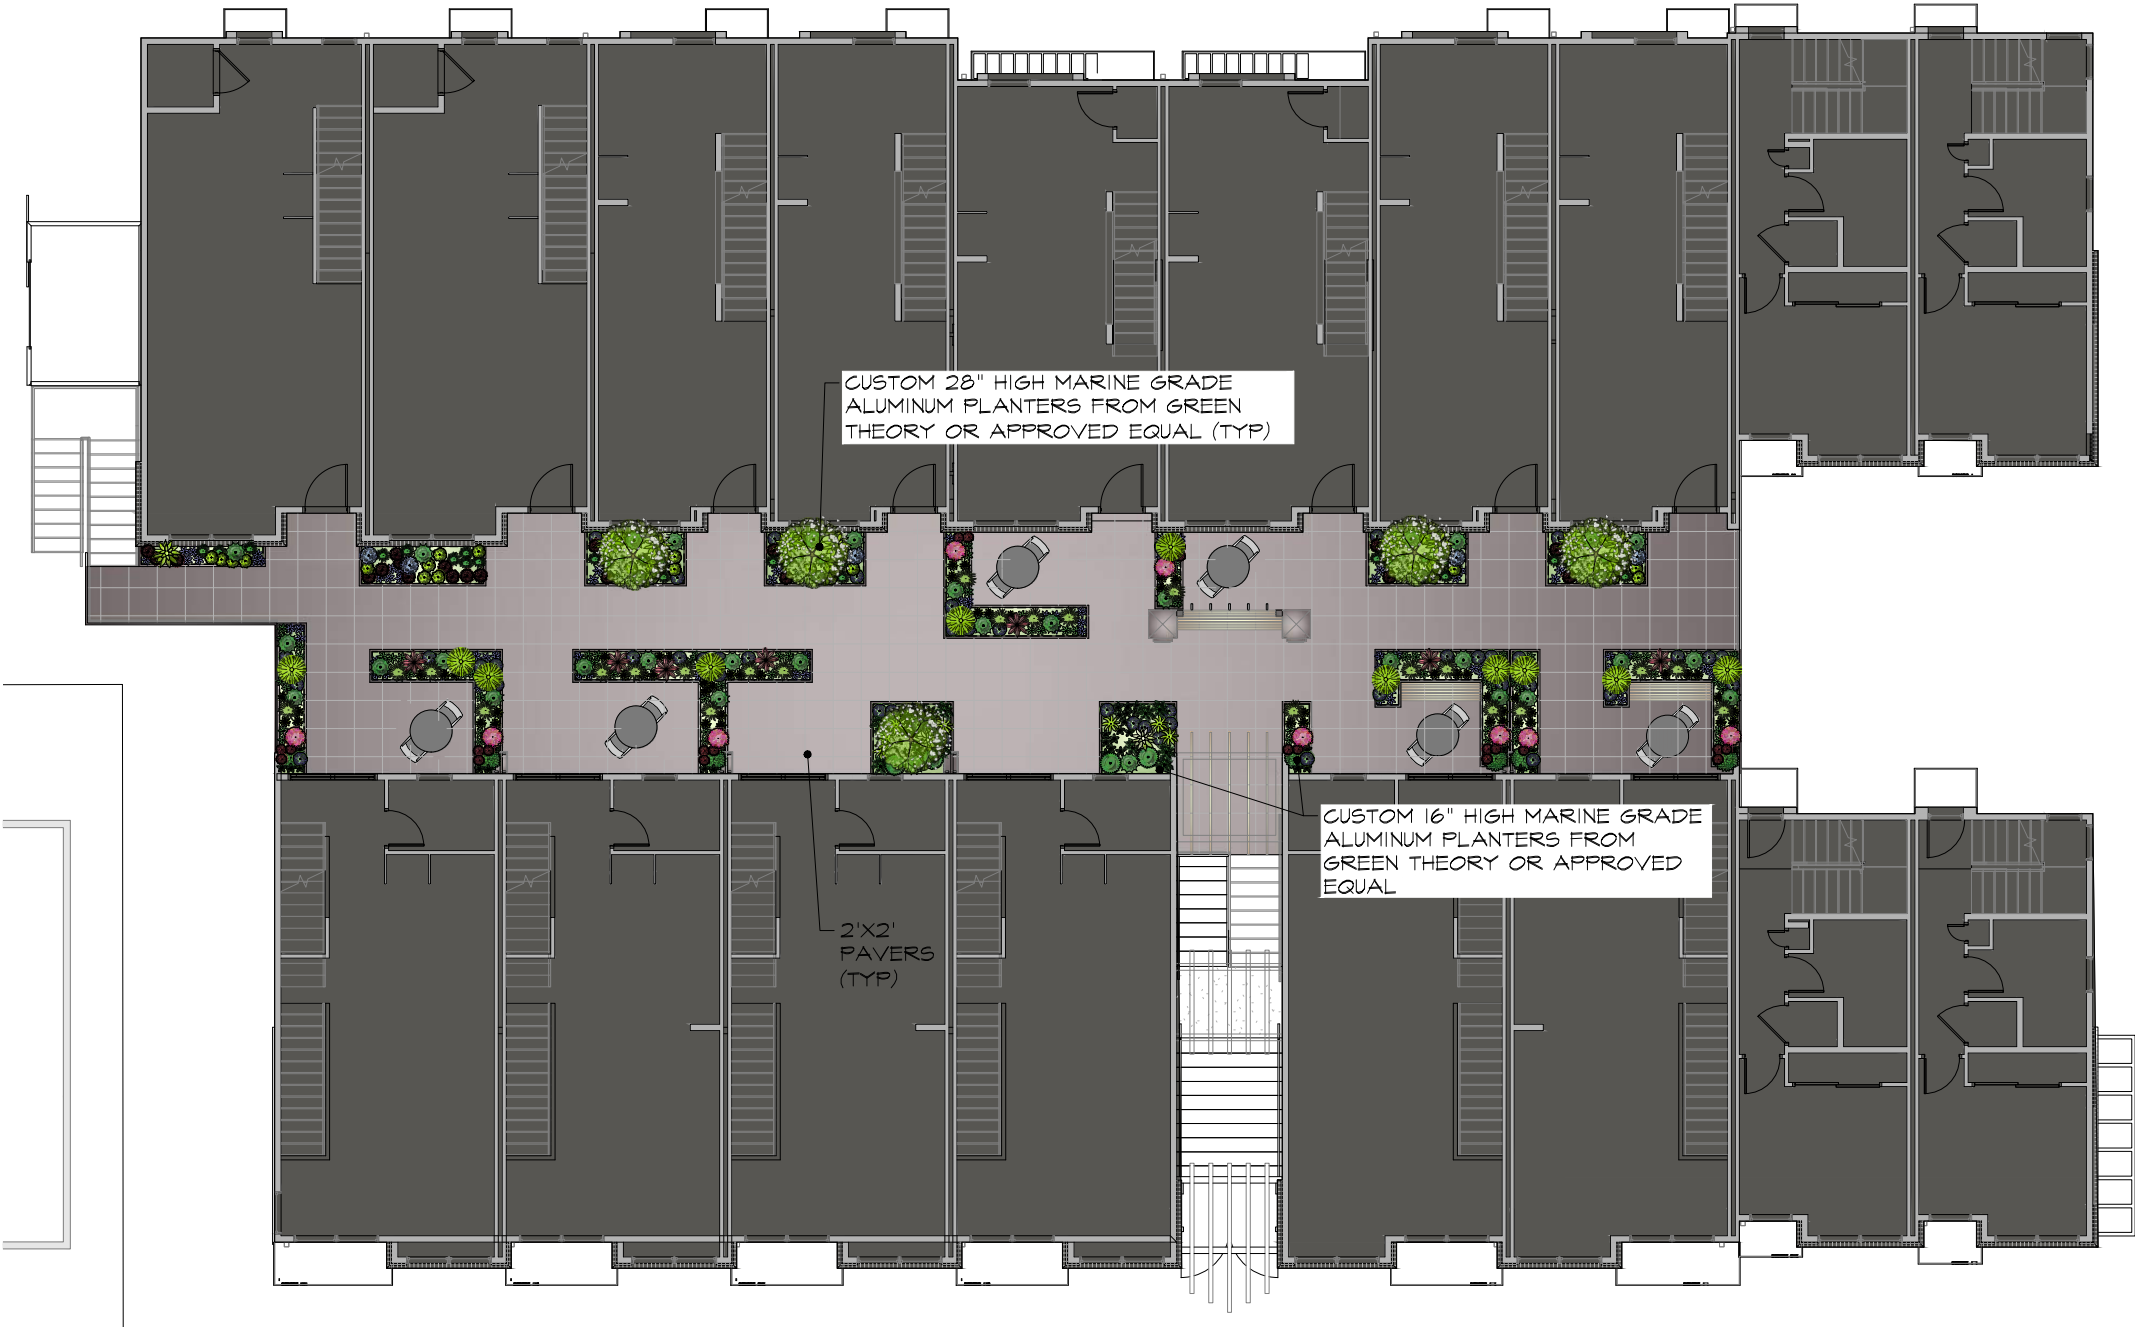 CUSTOM 28" HIGH MARINE GRADE
ALUMINUM PLANTERS FROM GREEN
THEORY OR APPROVED EQUAL (TYP)
CUSTOM 16" HIGH MARINE GRADE
ALUMINUM PLANTERS FROM
GREEN THEORY OR APPROVED
EQUAL
2'X2'
PAVERS
(TYP)